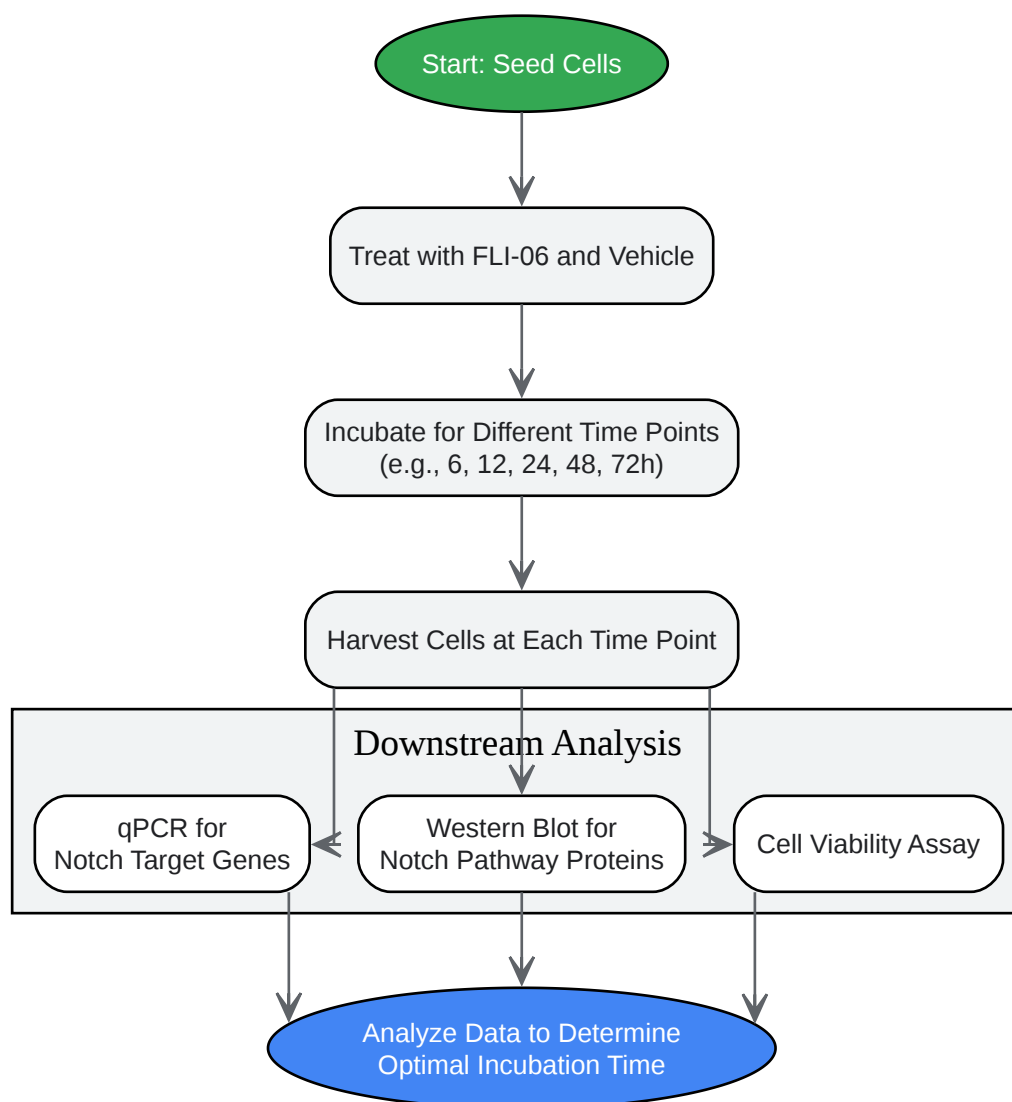 Start: Seed Cells
Treat with FLI-06 and Vehicle
Incubate for Different Time Points
(e.g., 6, 12, 24, 48, 72h)
Harvest Cells at Each Time Point
Downstream Analysis
qPCR for
Notch Target Genes
Western Blot for
Notch Pathway Proteins
Cell Viability Assay
Analyze Data to Determine
Optimal Incubation Time